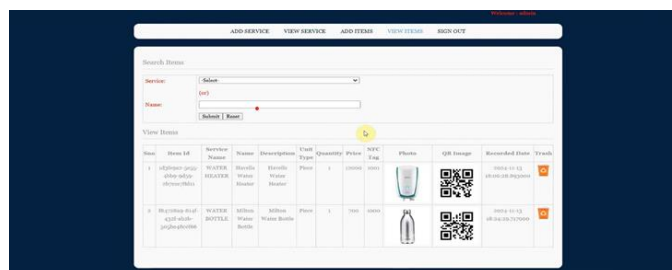 Welcome : admin
ADD SERVICE VIEW SERVICE ADD ITEMS VIEW ITEMS SIGN OUT
Search Items
Service: -Select-
(or)
Name:
Submit Reset
View Items
Sno Item Id Service Name Name Description Unit Type Quantity Price NFC Tag Photo QR Image Recorded Date Trash
1 WATER HEATER Havells Water Heater Havells Water Heater Piece 1
2 WATER BOTTLE Milton Water Bottle Milton Water Bottle Piece 1